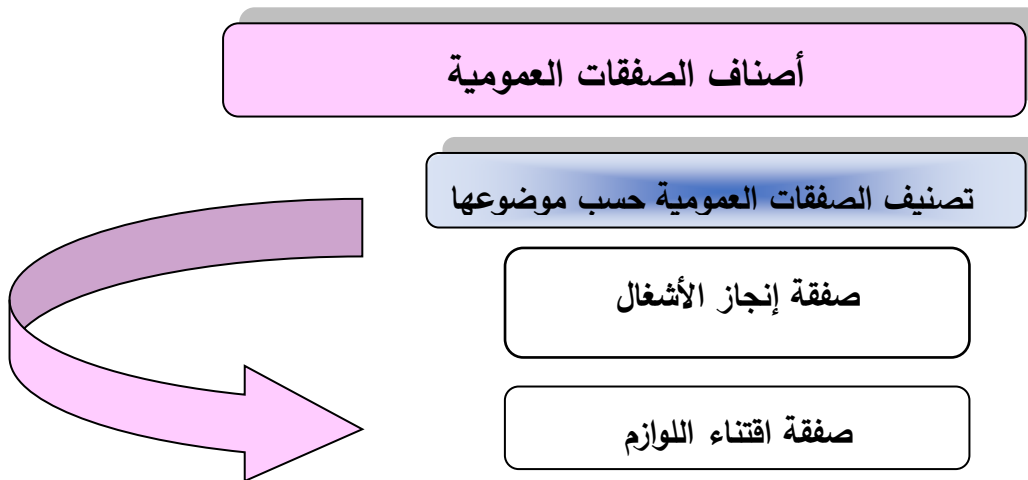 أصناف الصفقات العمومية
تصنيف الصفقات العمومية حسب موضوعها
صفقة إنجاز الأشغال
صفقة اقتناء اللوازم